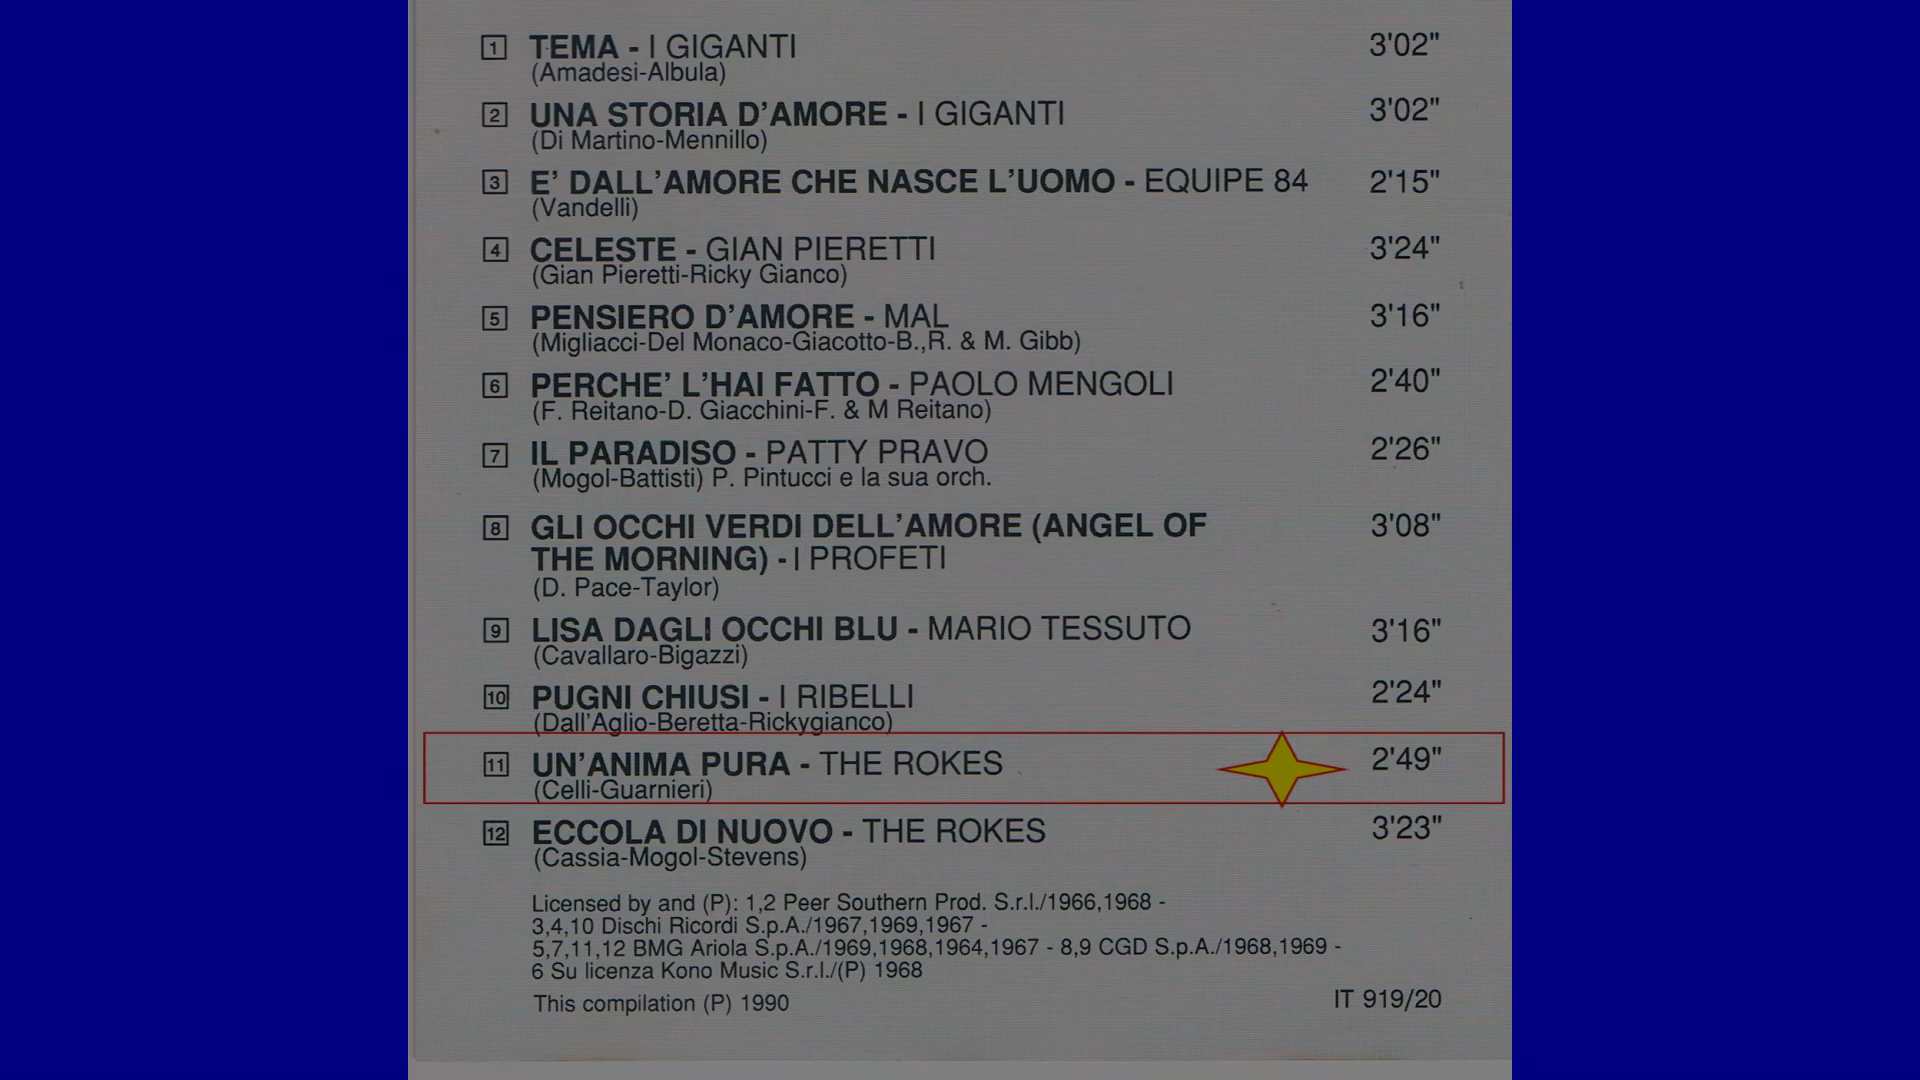 1 TEMA - I GIGANTI 3'02"
(Amadesi-Albula)
2 UNA STORIA D'AMORE - I GIGANTI 3'02"
(Di Martino-Mennillo)
3 E' DALL'AMORE CHE NASCE L'UOMO - EQUIPE 84 2'15"
(Vandelli)
4 CELESTE - GIAN PIERETTI 3'24"
(Gian Pieretti-Ricky Gianco)
5 PENSIERO D'AMORE - MAL 3'16"
(Migliacci-Del Monaco-Giacotto-B.,R. & M. Gibb)
6 PERCHE' L'HAI FATTO - PAOLO MENGOLI 2'40"
(F. Reitano-D. Giacchini-F. & M Reitano)
7 IL PARADISO - PATTY PRAVO 2'26"
(Mogol-Battisti) P. Pintucci e la sua orch.
8 GLI OCCHI VERDI DELL'AMORE (ANGEL OF 3'08"
THE MORNING) - I PROFETI
(D. Pace-Taylor)
9 LISA DAGLI OCCHI BLU - MARIO TESSUTO 3'16"
(Cavallaro-Bigazzi)
10 PUGNI CHIUSI - I RIBELLI 2'24"
(Dall'Aglio-Beretta-Rickygianco)
11 UN'ANIMA PURA - THE ROKES 2'49"
(Celli-Guarnieri)
12 ECCOLA DI NUOVO - THE ROKES 3'23"
(Cassia-Mogol-Stevens)
Licensed by and (P): 1,2 Peer Southern Prod. S.r.l./1966,1968 -
3,4,10 Dischi Ricordi S.p.A./1967,1969,1967 -
5,7,11,12 BMG Ariola S.p.A./1969,1968,1964,1967 - 8,9 CGD S.p.A./1968,1969 -
6 Su licenza Kono Music S.r.l./(P) 1968
This compilation (P) 1990 IT 919/20